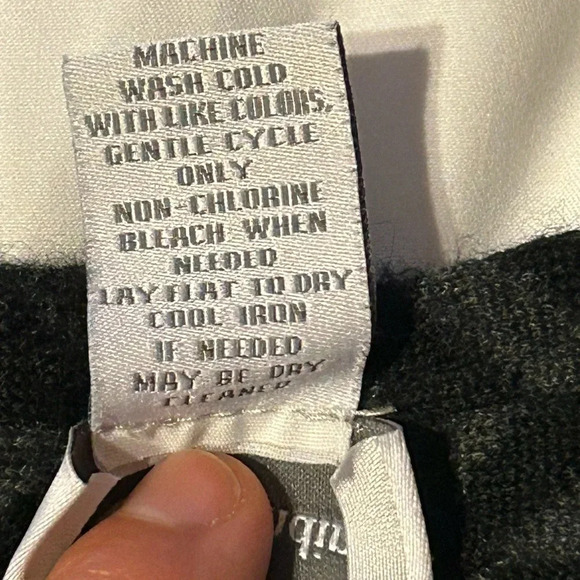 MACHINE
WASH COLD
WITH LIKE COLORS.
GENTLE CYCLE
ONLY
NON-CHLORINE
BLEACH WHEN
NEEDED
LAY FLAT TO DRY
COOL IRON
IF NEEDED
MAY BE DRY
CLEANED